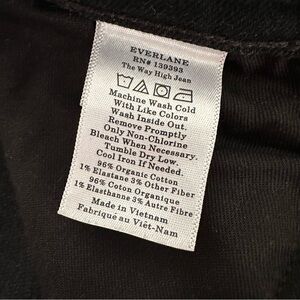 EVERLANE
RN# 139393
The Way High Jean
Machine Wash Cold
With Like Colors
Wash Inside Out.
Remove Promptly.
Only Non-Chlorine
Bleach When Necessary.
Tumble Dry Low.
Cool Iron If Needed.
96% Organic Cotton
1% Elastane 3% Other Fiber
96% Coton Organique
1% Elasthanne 3% Autre Fibre
Made in Vietnam
Fabriqué au Viêt-Nam